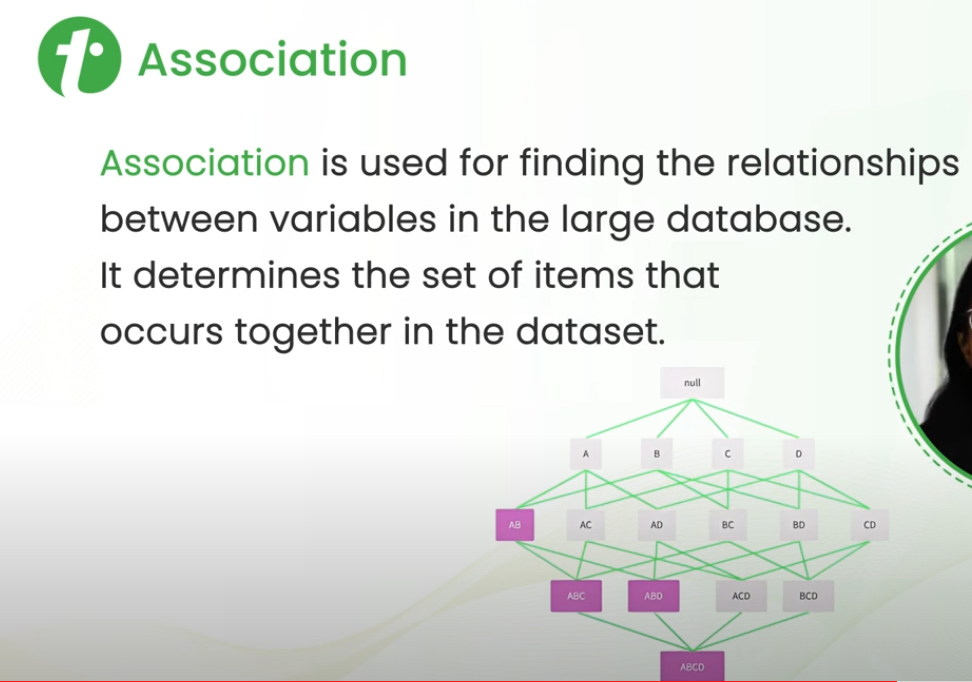 Association
Association is used for finding the relationships
between variables in the large database.
It determines the set of items that
occurs together in the dataset.
null
A B C D
AB AC AD BC BD CD
ABC ABD ACD BCD
ABCD